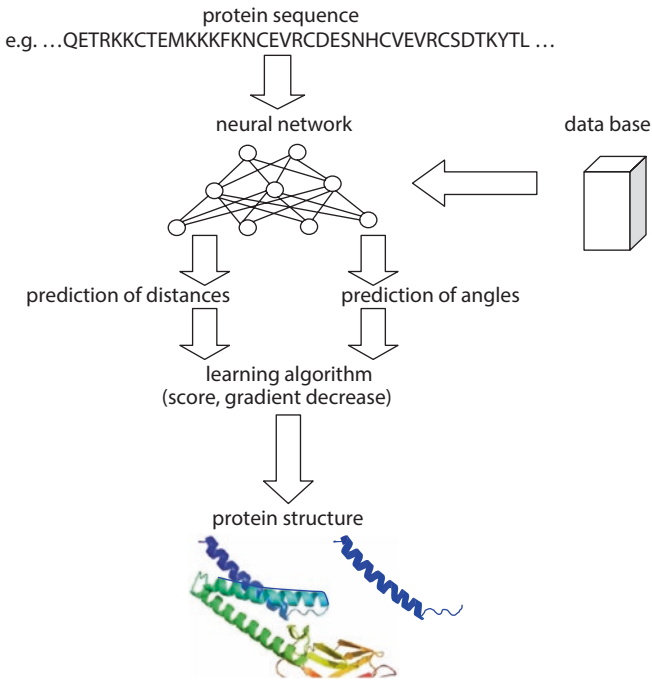 protein sequence
e.g. …QETRKKCTEMKKKFKNCEVRCDESNHCVEVRCSDTKYTL …
neural network
data base
prediction of distances
prediction of angles
learning algorithm
(score, gradient decrease)
protein structure